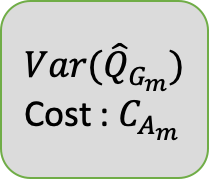 Var(Q̂_{G_m})
Cost : C_{A_m}